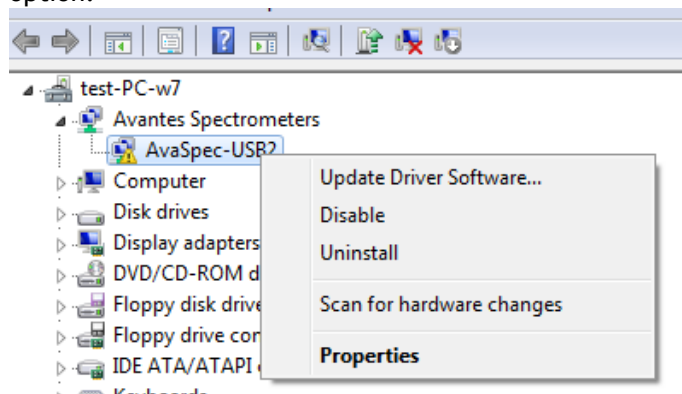 option.
test-PC-w7
Avantes Spectrometers
AvaSpec-USB2
Computer
Disk drives
Display adapters
DVD/CD-ROM d
Floppy disk drive
Floppy drive con
IDE ATA/ATAPI
Keyboards
Update Driver Software...
Disable
Uninstall
Scan for hardware changes
Properties